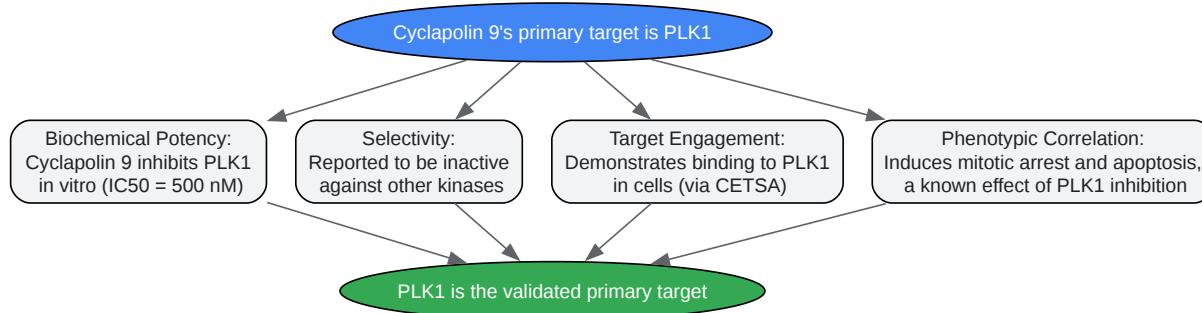 Cyclapolin 9's primary target is PLK1
Biochemical Potency:
Cyclapolin 9 inhibits PLK1
in vitro (IC50 = 500 nM)
Selectivity:
Reported to be inactive
against other kinases
Target Engagement:
Demonstrates binding to PLK1
in cells (via CETSA)
Phenotypic Correlation:
Induces mitotic arrest and apoptosis,
a known effect of PLK1 inhibition
PLK1 is the validated primary target